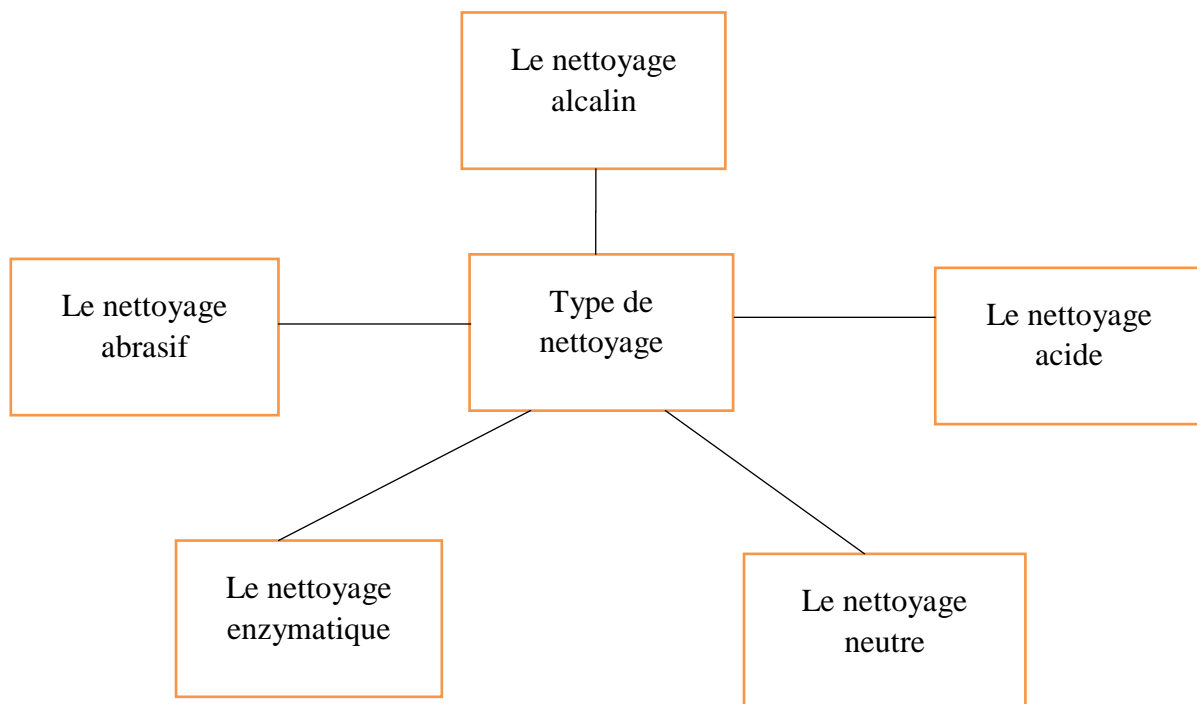 Le nettoyage
alcalin
Le nettoyage
abrasif
Type de
nettoyage
Le nettoyage
acide
Le nettoyage
enzymatique
Le nettoyage
neutre